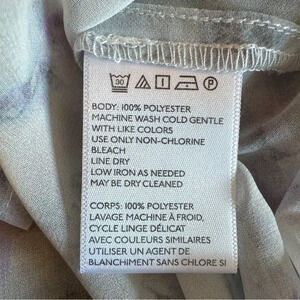 30
P
BODY: 100% POLYESTER
MACHINE WASH COLD GENTLE
WITH LIKE COLORS
USE ONLY NON-CHLORINE
BLEACH
LINE DRY
LOW IRON AS NEEDED
MAY BE DRY CLEANED
CORPS: 100% POLYESTER
LAVAGE MACHINE À FROID,
CYCLE LINGE DÉLICAT
AVEC COULEURS SIMILAIRES
UTILISER UN AGENT DE
BLANCHIMENT SANS CHLORE SI